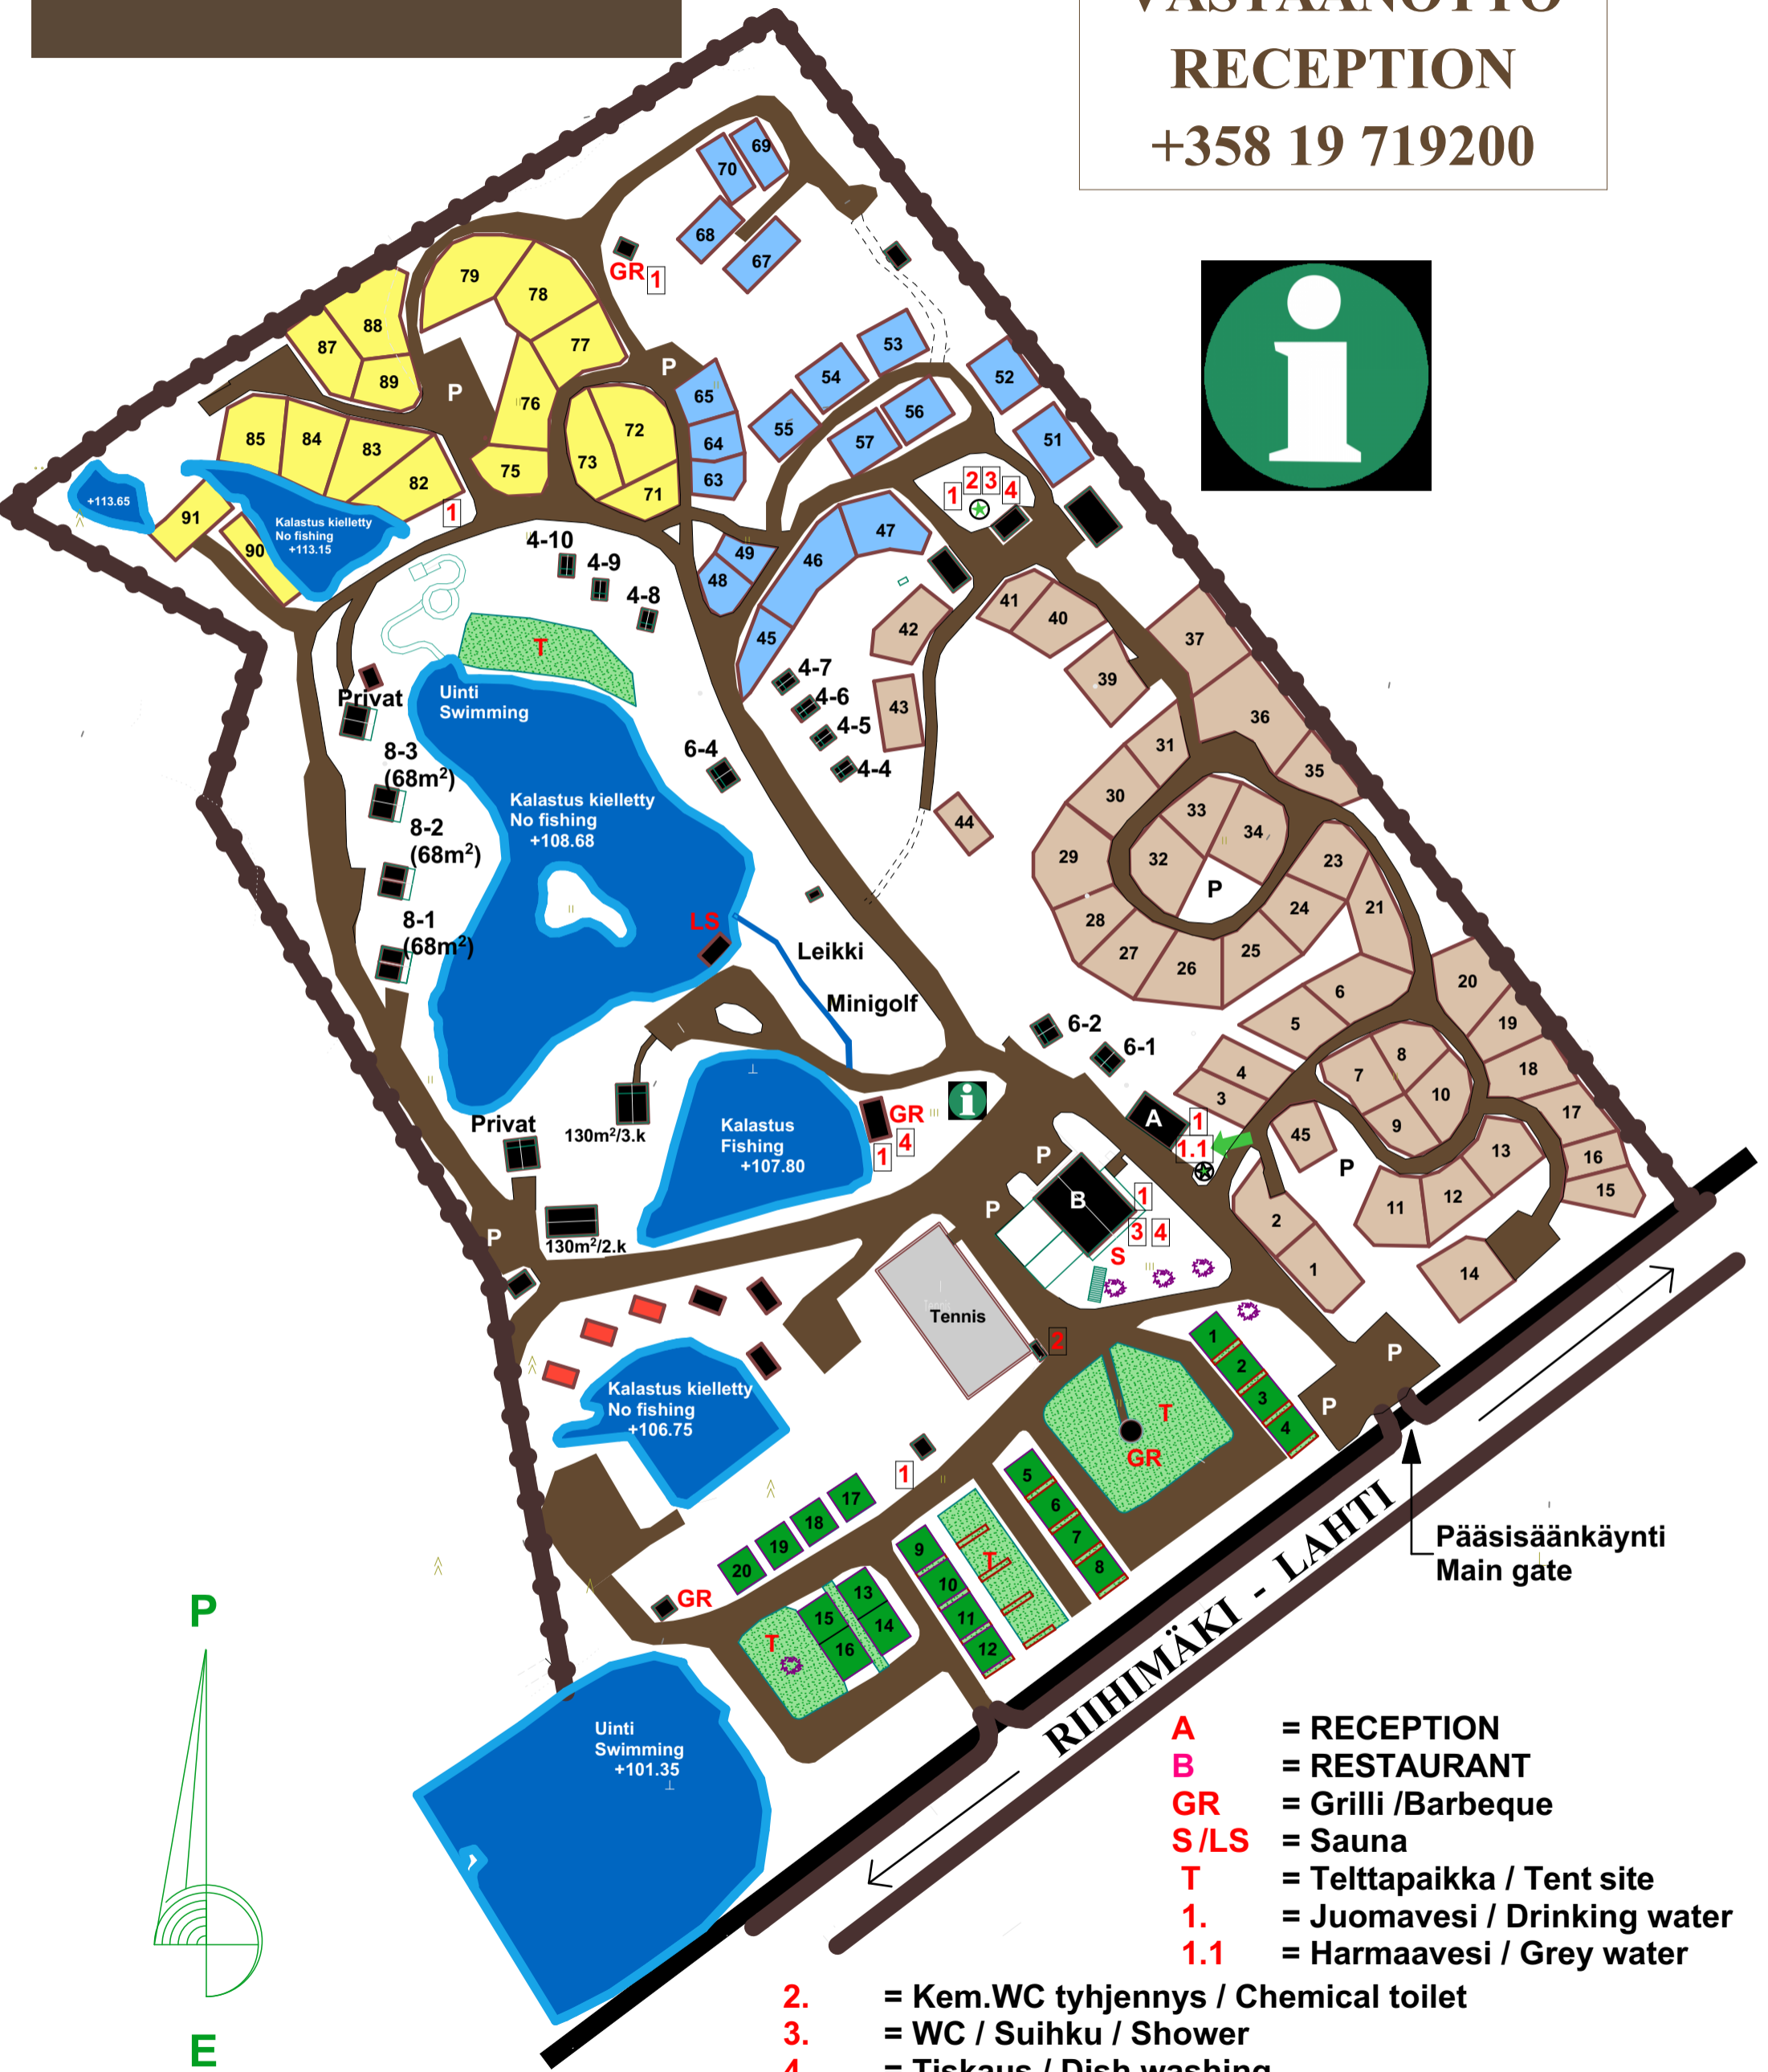 VASTAANOTTO
RECEPTION
+358 19 719200
69
70
68
67
GR
1
79
78
88
87
77
89
P
P
53
54
52
65
76
72
56
55
51
57
64
85
84
83
73
75
63
82
71
1
2
3
4
1
+113.65
91
90
Kalastus kielletty
No fishing
+113.15
47
46
49
48
45
4-10
4-9
4-8
T
41
40
42
37
39
43
36
4-7
4-6
4-5
4-4
Privat
Uinti
Swimming
6-4
8-3
(68m²)
8-2
(68m²)
8-1
(68m²)
Kalastus kielletty
No fishing
+108.68
31
35
30
33
34
44
29
32
23
P
28
24
21
27
25
26
LS
Leikki
Minigolf
6
20
5
19
6-2
6-1
8
18
4
7
3
10
17
9
45
13
16
P
15
12
11
2
1
14
A
1
1.1
Privat
130m²/3.k
Kalastus
Fishing
+107.80
GR
4
1
P
P
B
1
3
4
S
P
130m²/2.k
Tennis
2
Kalastus kielletty
No fishing
+106.75
T
GR
1
2
3
4
P
P
1
5
6
7
8
17
18
19
20
9
10
11
12
T
13
14
15
16
T
GR
Pääsisäänkäynti
Main gate
RIIHIMÄKI - LAHTI
Uinti
Swimming
+101.35
P
E
A = RECEPTION
B = RESTAURANT
GR = Grilli /Barbeque
S /LS = Sauna
T = Telttapaikka / Tent site
1. = Juomavesi / Drinking water
1.1 = Harmaavesi / Grey water
2. = Kem.WC tyhjennys / Chemical toilet
3. = WC / Suihku / Shower
4. = Tiskaus / Dish washing